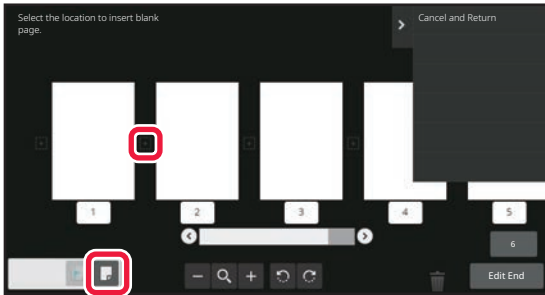 Select the location to insert blank
page.
Cancel and Return
1
2
3
4
5
6
Edit End